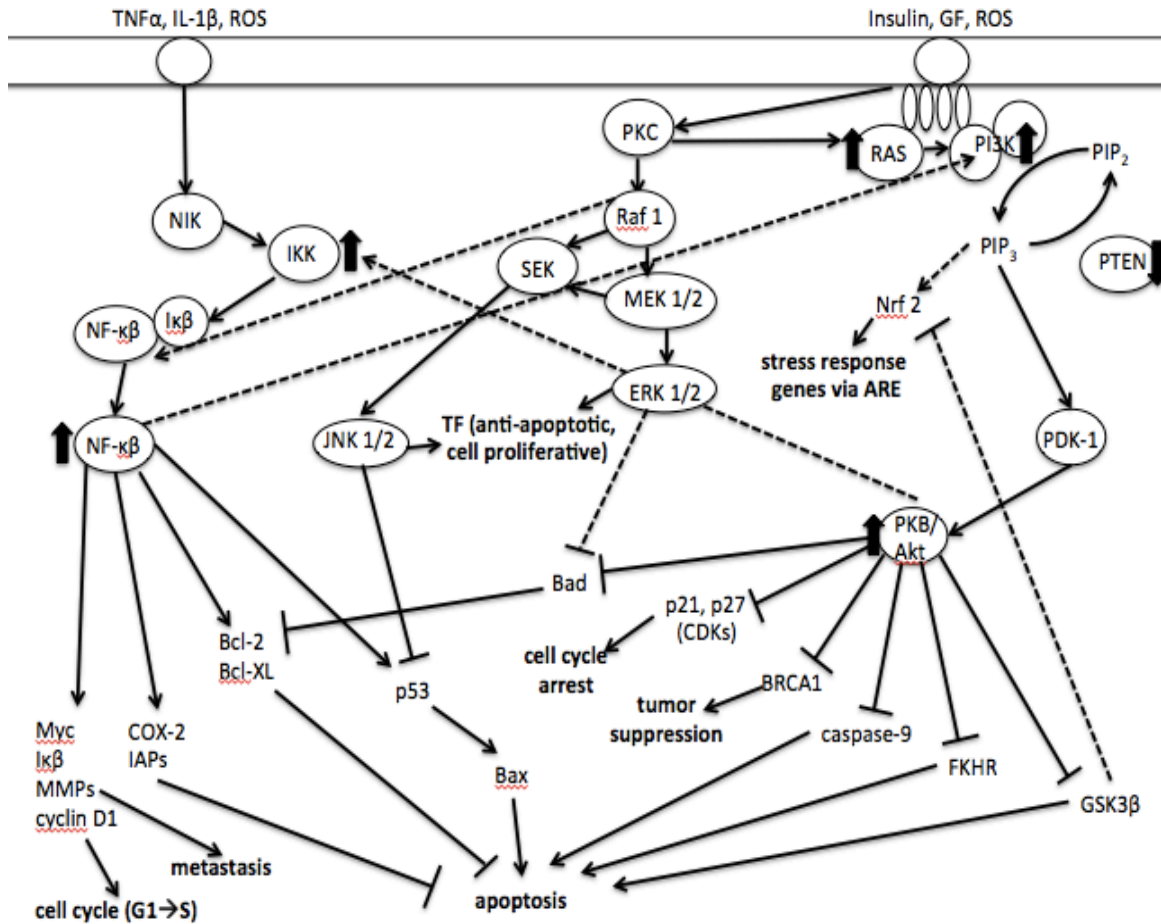 TNFα, IL-1β, ROS
Insulin, GF, ROS
PKC
RAS
PI3K
PIP2
NIK
IKK
Raf 1
SEK
PIP3
PTEN
NF-κβ
Iκβ
MEK 1/2
Nrf 2
stress response
genes via ARE
ERK 1/2
NF-κβ
JNK 1/2
TF (anti-apoptotic,
cell proliferative)
PDK-1
PKB/
Akt
Bad
p21, p27
(CDKs)
Bcl-2
Bcl-XL
cell cycle
arrest
p53
BRCA1
tumor
suppression
Myc
Iκβ
MMPs
cyclin D1
COX-2
IAPs
caspase-9
Bax
FKHR
GSK3β
metastasis
apoptosis
cell cycle (G1→S)